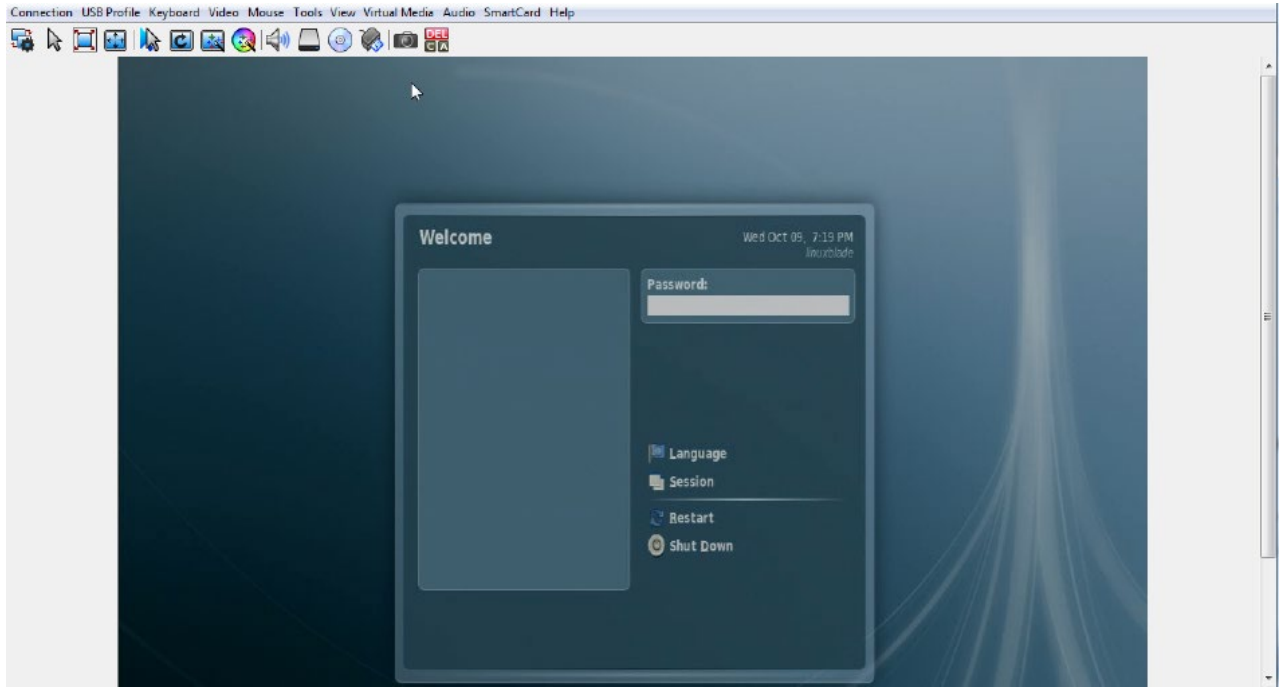 Connection USB Profile Keyboard Video Mouse Tools View Virtual Media Audio SmartCard Help
DEL
C A
Welcome
Wed Oct 09, 7:19 PM
linuxblade
Password:
Language
Session
Restart
Shut Down